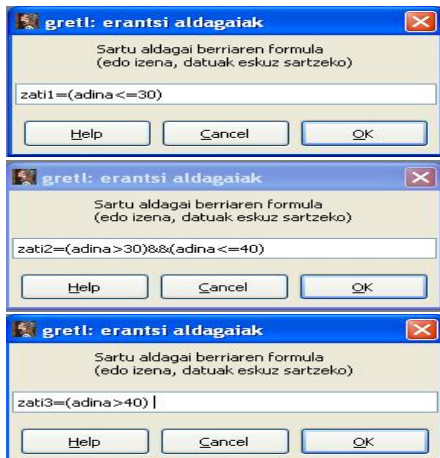 gretl: erantsi aldagaiak
Sartu aldagai berriaren formula
(edo izena, datuak eskuz sartzeko)
zati1=(adina<=30)
Help Cancel OK
gretl: erantsi aldagaiak
Sartu aldagai berriaren formula
(edo izena, datuak eskuz sartzeko)
zati2=(adina>30)&&(adina<=40)
Help Cancel OK
gretl: erantsi aldagaiak
Sartu aldagai berriaren formula
(edo izena, datuak eskuz sartzeko)
zati3=(adina>40)
Help Cancel OK